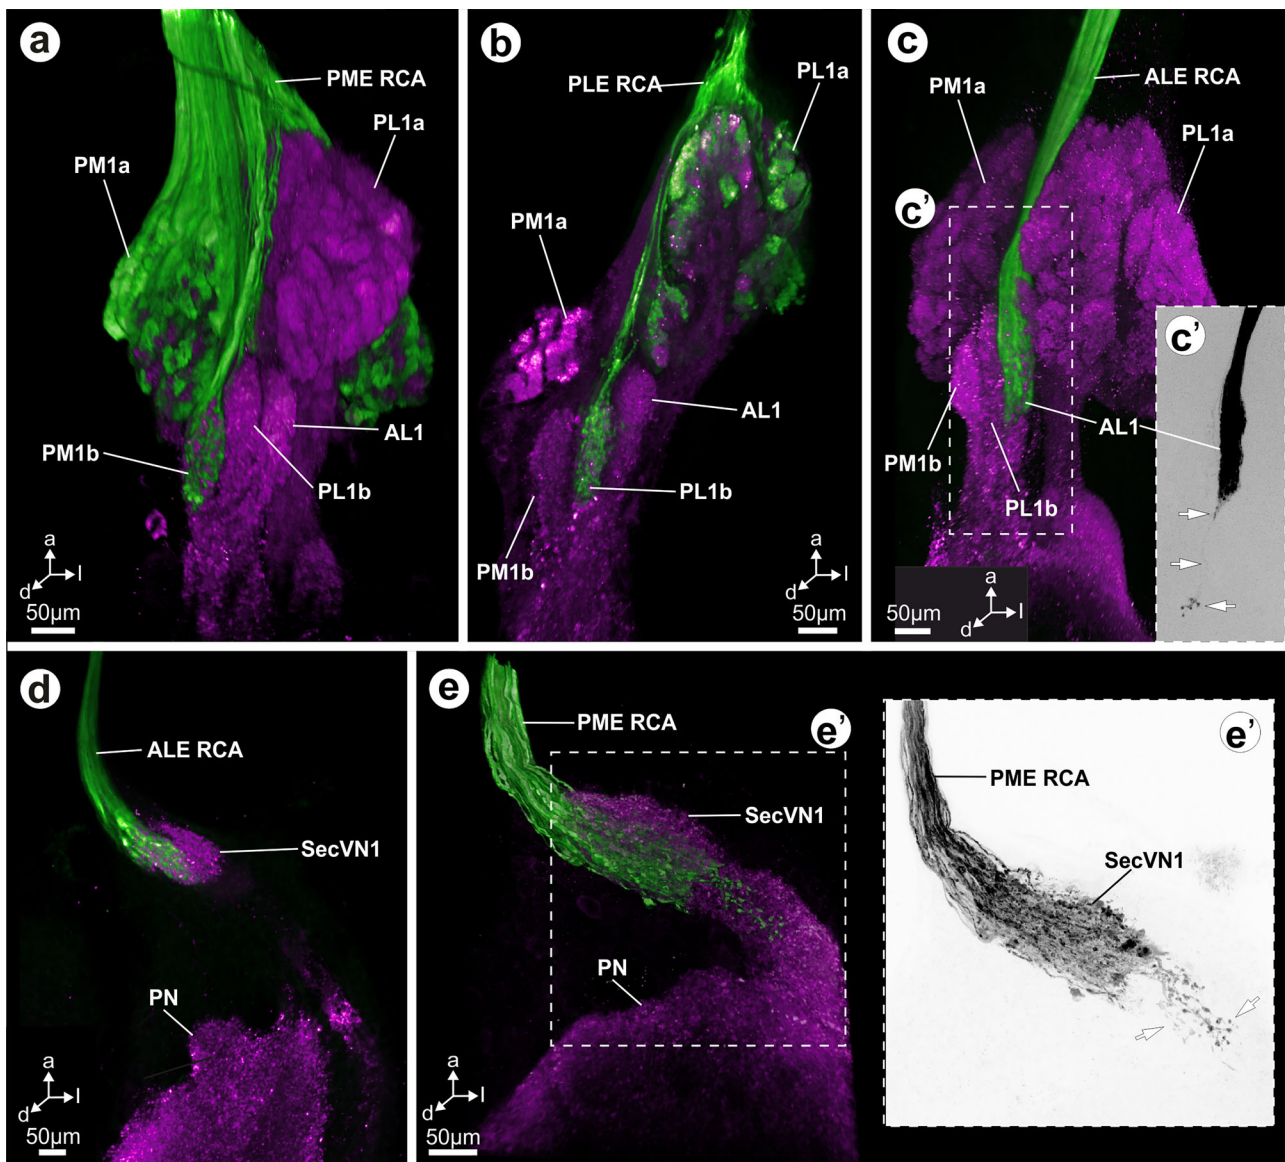 a
PME RCA
PL1a
PM1a
PM1b
AL1
PL1b
a
d
l
50µm
b
PLE RCA
PL1a
PM1a
AL1
PL1b
PM1b
a
d
l
50µm
c
ALE RCA
PM1a
PL1a
c’
c’
AL1
PM1b
PL1b
a
d
l
50µm
d
ALE RCA
SecVN1
PN
a
d
l
50µm
e
PME RCA
e’
SecVN1
PN
a
d
l
50µm
e’
PME RCA
SecVN1